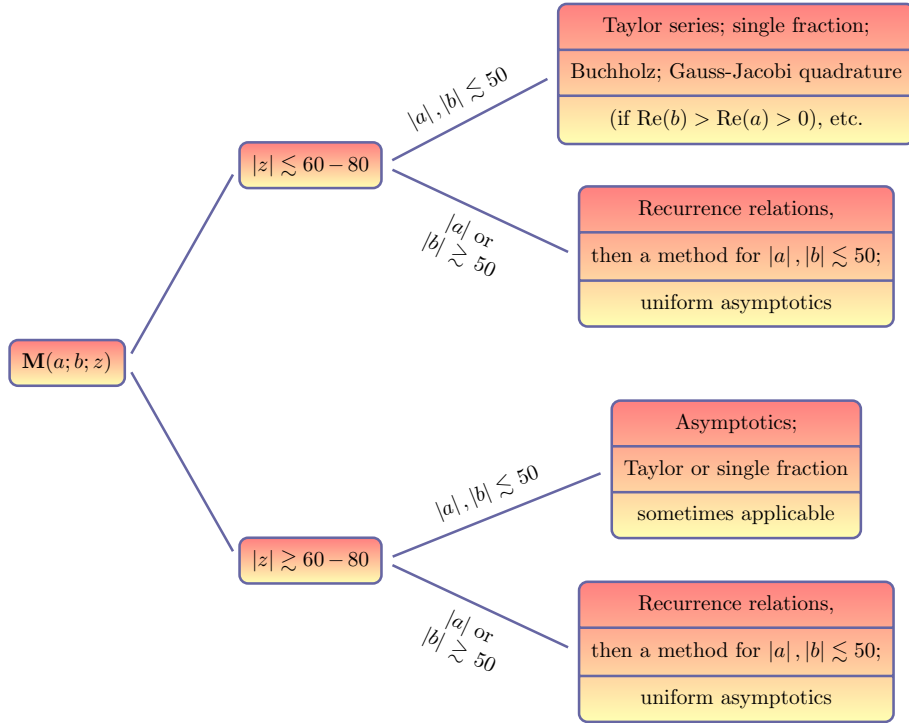 M(a; b; z)
|z| ≲ 60 − 80
|a| , |b| ≲ 50
Taylor series; single fraction;
Buchholz; Gauss-Jacobi quadrature
(if Re(b) > Re(a) > 0), etc.
|a| or
|b| ≳ 50
Recurrence relations,
then a method for |a| , |b| ≲ 50;
uniform asymptotics
|z| ≳ 60 − 80
|a| , |b| ≲ 50
Asymptotics;
Taylor or single fraction
sometimes applicable
|a| or
|b| ≳ 50
Recurrence relations,
then a method for |a| , |b| ≲ 50;
uniform asymptotics